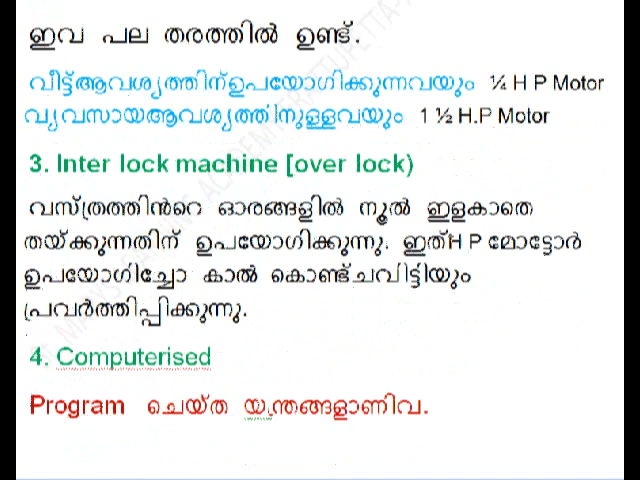 ഇവ പല തരത്തിൽ ഉണ്ട്.
വീട്ട്ആവശ്യത്തിന്ഉപയോഗിക്കുന്നവയും ¼ H P Motor
വ്യവസായആവശ്യത്തിനുള്ളവയും 1 ½ H.P Motor
3. Inter lock machine [over lock)
വസ്ത്രത്തിൻറെ ഓരങ്ങളിൽ നൂൽ ഇളകാതെ
തയ്ക്കുന്നതിന് ഉപയോഗിക്കുന്നു. ഇത്H P മോട്ടോർ
ഉപയോഗിച്ചോ കാൽ കൊണ്ട്ചവിട്ടിയും
പ്രവർത്തിപ്പിക്കുന്നു.
4. Computerised
Program ചെയ്ത യന്ത്രങ്ങളാണിവ.